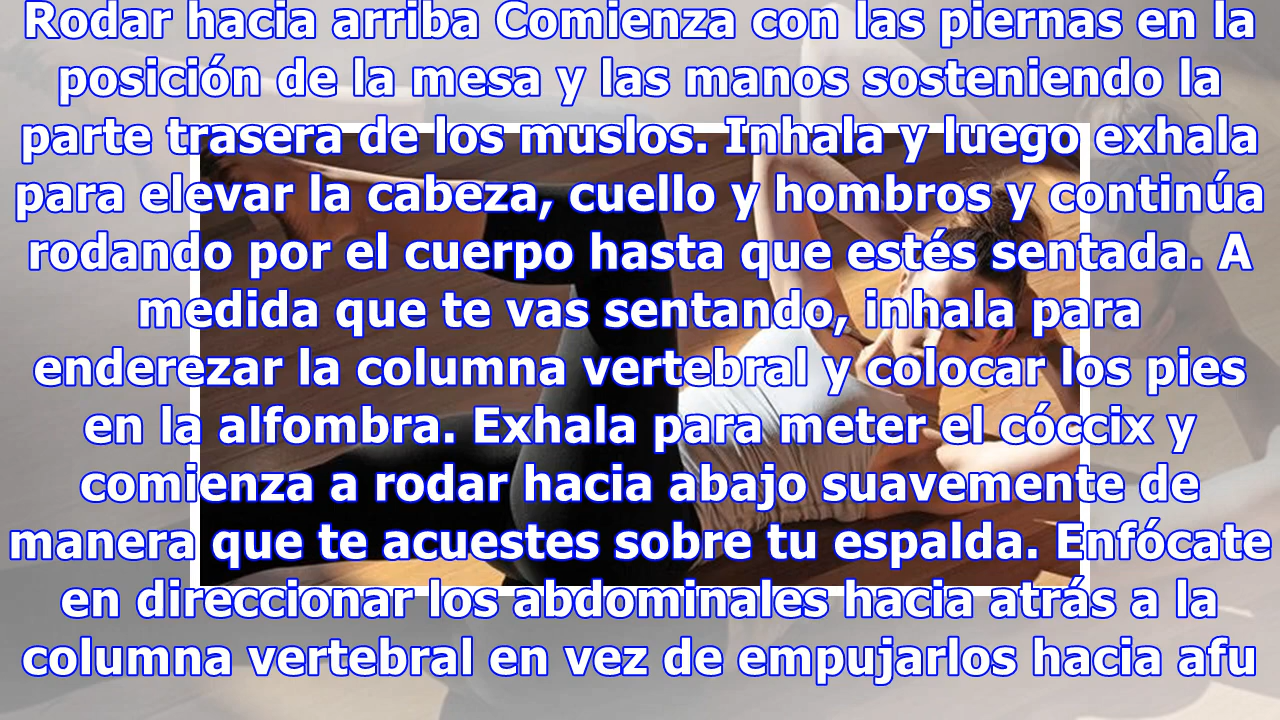 Rodar hacia arriba Comienza con las piernas en la
posición de la mesa y las manos sosteniendo la
parte trasera de los muslos. Inhala y luego exhala
para elevar la cabeza, cuello y hombros y continúa
rodando por el cuerpo hasta que estés sentada. A
medida que te vas sentando, inhala para
enderezar la columna vertebral y colocar los pies
en la alfombra. Exhala para meter el cóccix y
comienza a rodar hacia abajo suavemente de
manera que te acuestes sobre tu espalda. Enfócate
en direccionar los abdominales hacia atrás a la
columna vertebral en vez de empujarlos hacia afu